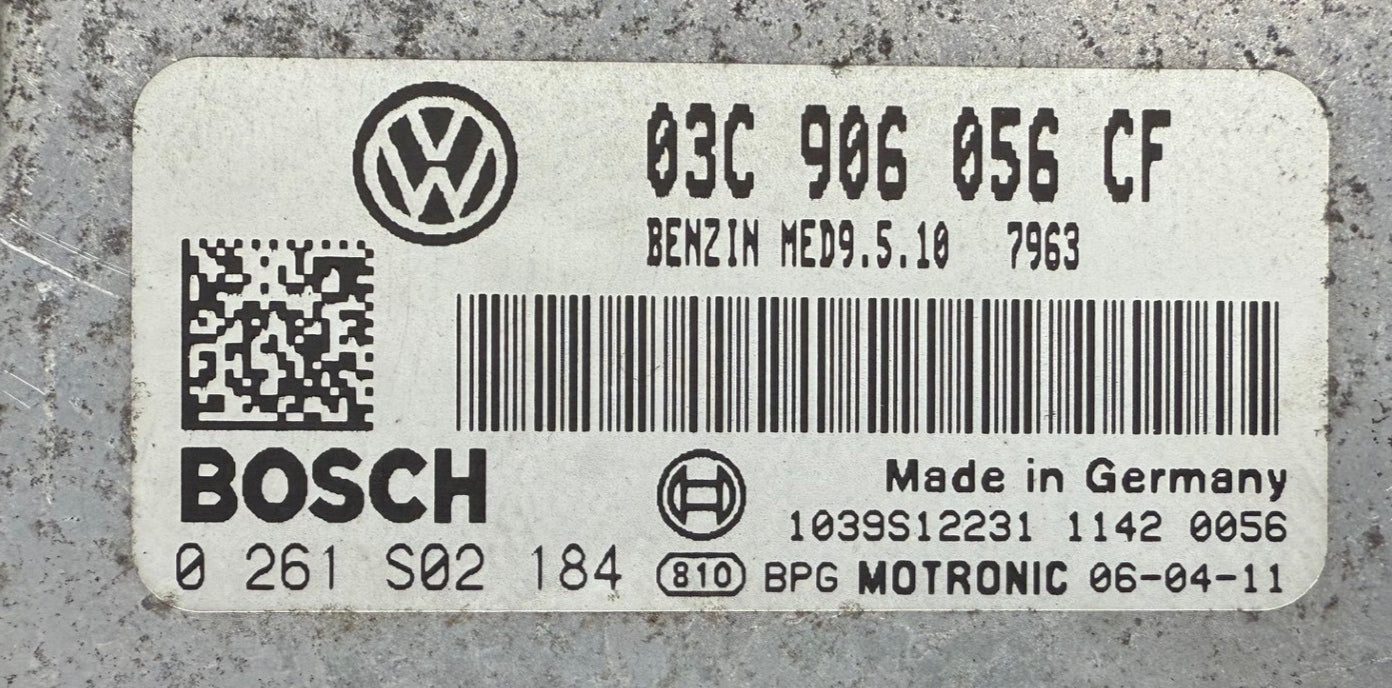 03C 906 056 CF
BENZIN MED9.5.10 7963
BOSCH
Made in Germany
1039S12231 1142 0056
0 261 S02 184
810 BPG MOTRONIC 06-04-11